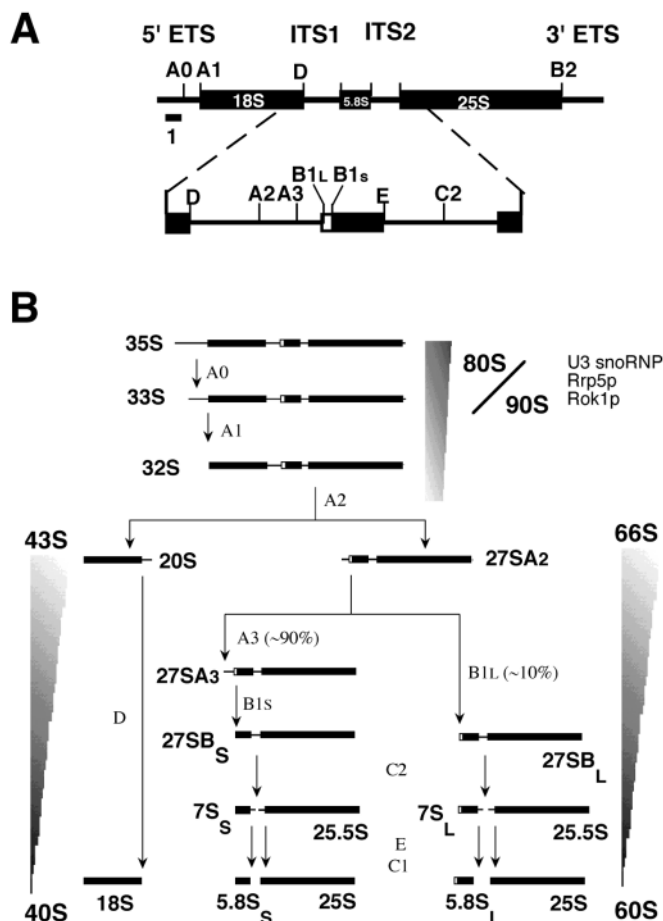 A
5' ETS ITS1 ITS2 3' ETS
A0 A1 D B2
18S 5.8S 25S
1
B1L B1s
D A2 A3 E C2
B
35S
A0
80S
U3 snoRNP
Rrp5p
33S
90S
Rok1p
A1
32S
A2
43S 66S
20S 27SA2
A3 (~90%)
27SA3 B1L (~10%)
D B1S
27SBS C2 27SBL
7SS 25.5S 7SL 25.5S
E
C1
40S 18S 5.8SS 25S 5.8SL 25S 60S